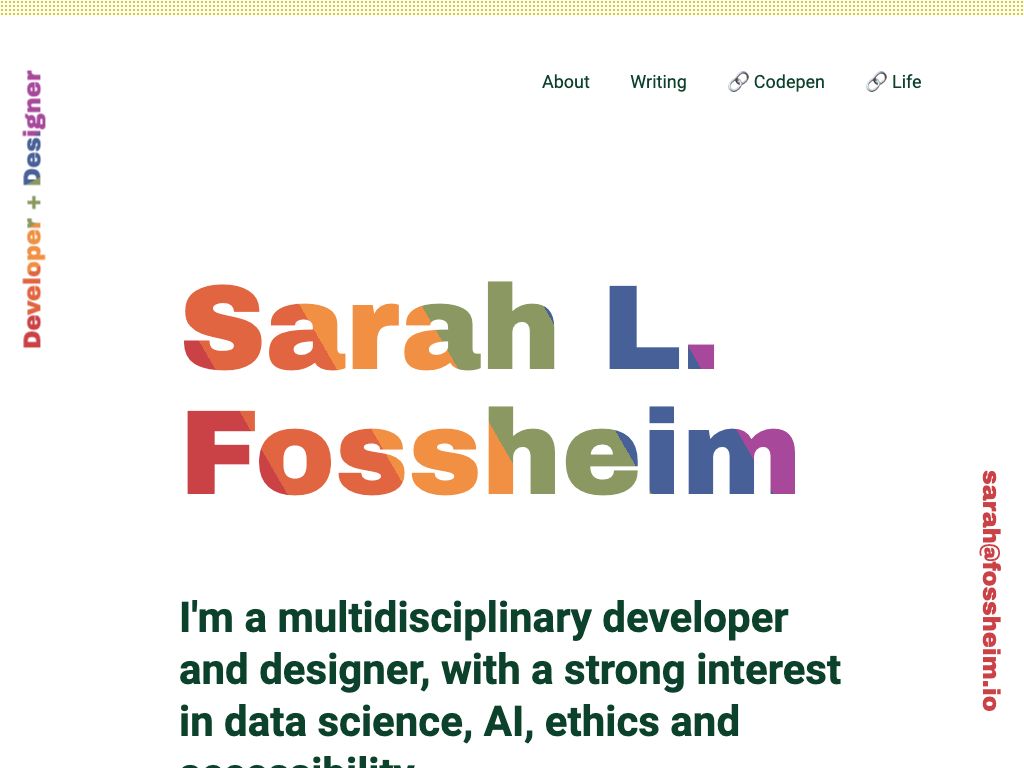 About Writing Codepen Life
Developer + Designer
Sarah L.
Fossheim
sarah@fossheim.io
I'm a multidisciplinary developer
and designer, with a strong interest
in data science, AI, ethics and
accessibility.